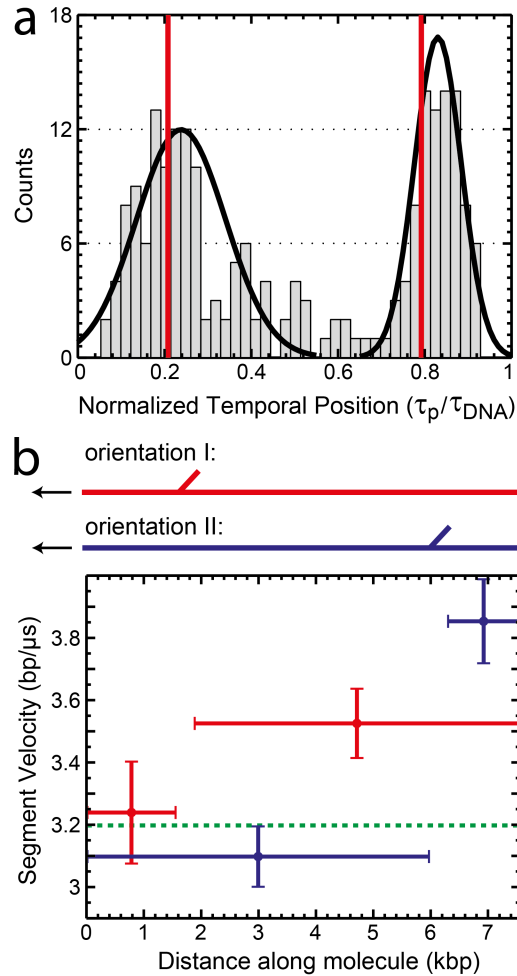 a
18
12
6
0
Counts
0 0.2 0.4 0.6 0.8 1
Normalized Temporal Position (τp/τDNA)
b
orientation I:
orientation II:
3.8
3.6
3.4
3.2
3
Segment Velocity (bp/μs)
0 1 2 3 4 5 6 7
Distance along molecule (kbp)